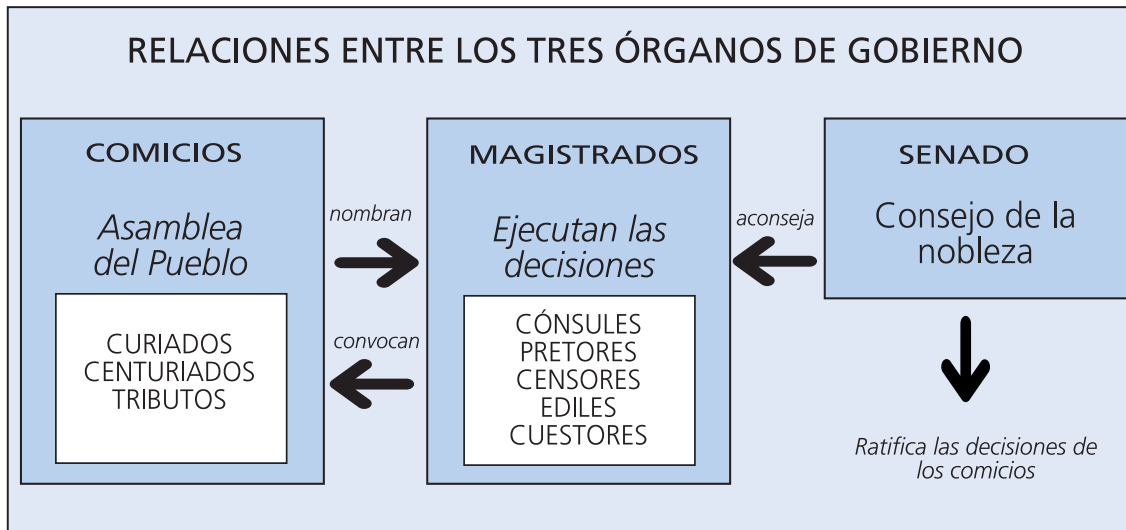 RELACIONES ENTRE LOS TRES ÓRGANOS DE GOBIERNO
COMICIOS
Asamblea
del Pueblo
CURIADOS
CENTURIADOS
TRIBUTOS
nombran
convocan
MAGISTRADOS
Ejecutan las
decisiones
CÓNSULES
PRETORES
CENSORES
EDILES
CUESTORES
aconseja
SENADO
Consejo de la
nobleza
Ratifica las decisiones de
los comicios